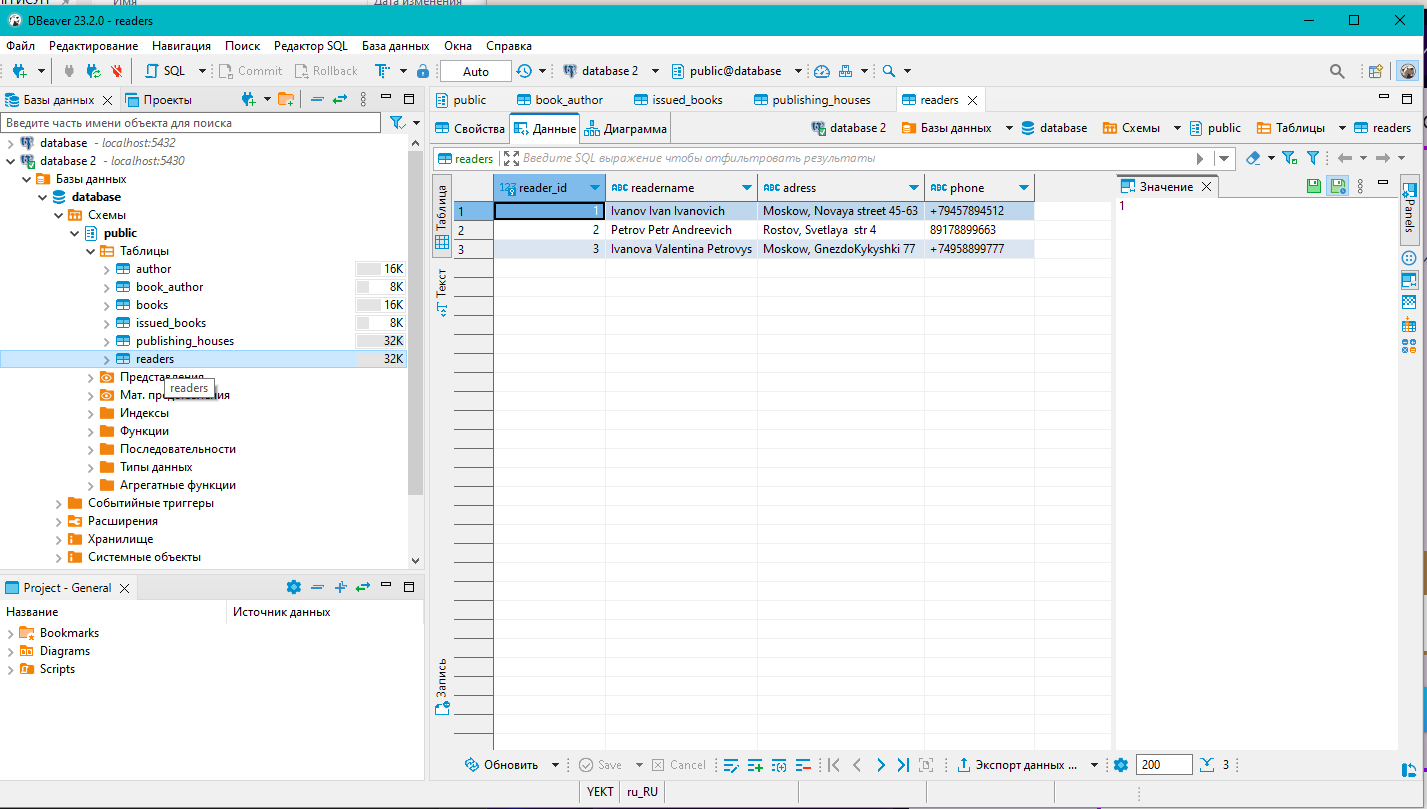 Имя
Дата изменения
DBeaver 23.2.0 - readers
Файл Редактирование Навигация Поиск Редактор SQL База данных Окна Справка
SQL Commit Rollback Auto database 2 public@database
Базы данных Проекты
Введите часть имени объекта для поиска
database - localhost:5432
database 2 - localhost:5430
Базы данных
database
Схемы
public
Таблицы
author 16K
book_author 8K
books 16K
issued_books 8K
publishing_houses 32K
readers 32K
Представления
readers
Мат. пр
Индексы
Функции
Последовательности
Типы данных
Агрегатные функции
Событийные триггеры
Расширения
Хранилище
Системные объекты
Project - General
Название Источник данных
Bookmarks
Diagrams
Scripts
public book_author issued_books publishing_houses readers
Свойства Данные Диаграмма
database 2 Базы данных database Схемы public Таблицы readers
readers Введите SQL выражение чтобы отфильтровать результаты
Таблица
Текст
Запись
123 reader_id ABC readername ABC adress ABC phone
1 1 Ivanov Ivan Ivanovich Moskow, Novaya street 45-63 +79457894512
2 2 Petrov Petr Andreevich Rostov, Svetlaya str 4 89178899663
3 3 Ivanova Valentina Petrovys Moskow, GnezdoKykyshki 77 +74958899777
Значение
1
Panels
Обновить Save Cancel Экспорт данных ... 200 3
YEKT ru_RU